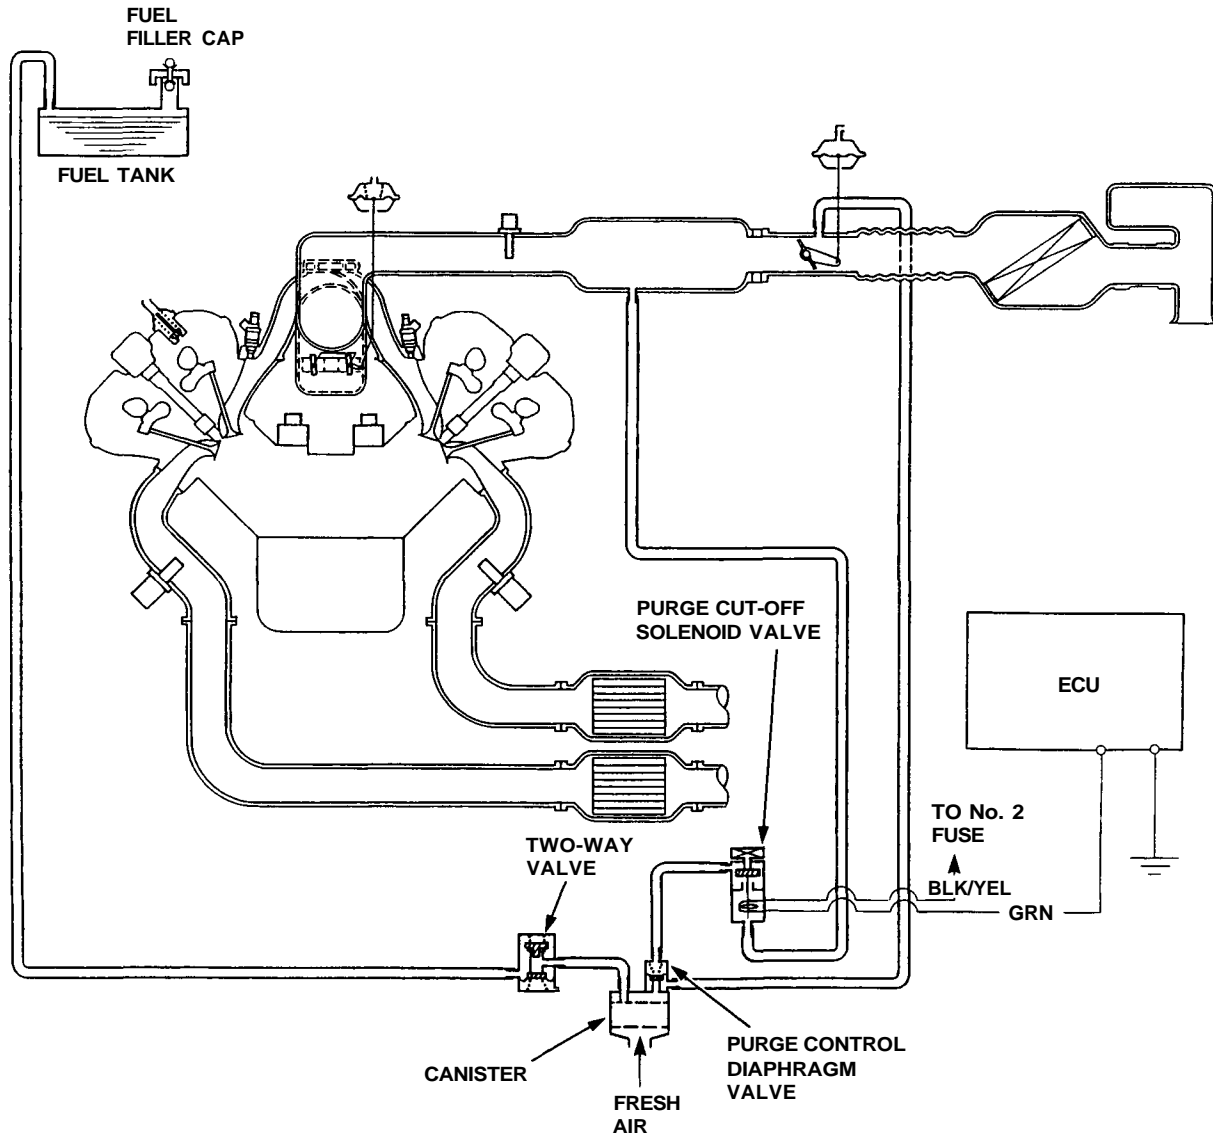 FUEL
FILLER CAP
FUEL TANK
PURGE CUT-OFF
SOLENOID VALVE
ECU
TO No. 2
FUSE
TWO-WAY
VALVE
BLK/YEL
GRN
CANISTER
PURGE CONTROL
DIAPHRAGM
VALVE
FRESH
AIR